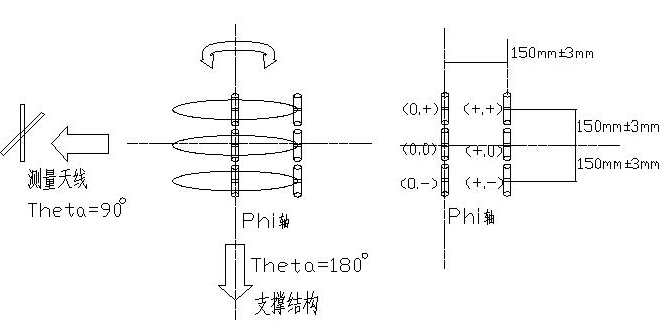 150mm±3mm
(0,+) (+,+)
150mm±3mm
(0,0) (+,0)
150mm±3mm
(0,-) (+,-)
测量天线
Theta=90°
Phi轴
Phi轴
Theta=180°
支撑结构